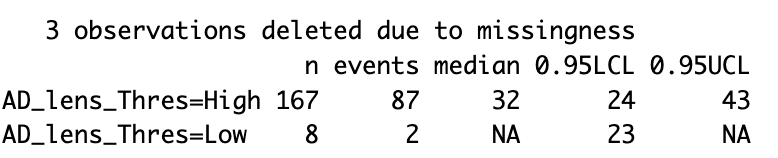 3 observations deleted due to missingness
n events median 0.95LCL 0.95UCL
AD_lens_Thres=High 167 87 32 24 43
AD_lens_Thres=Low 8 2 NA 23 NA